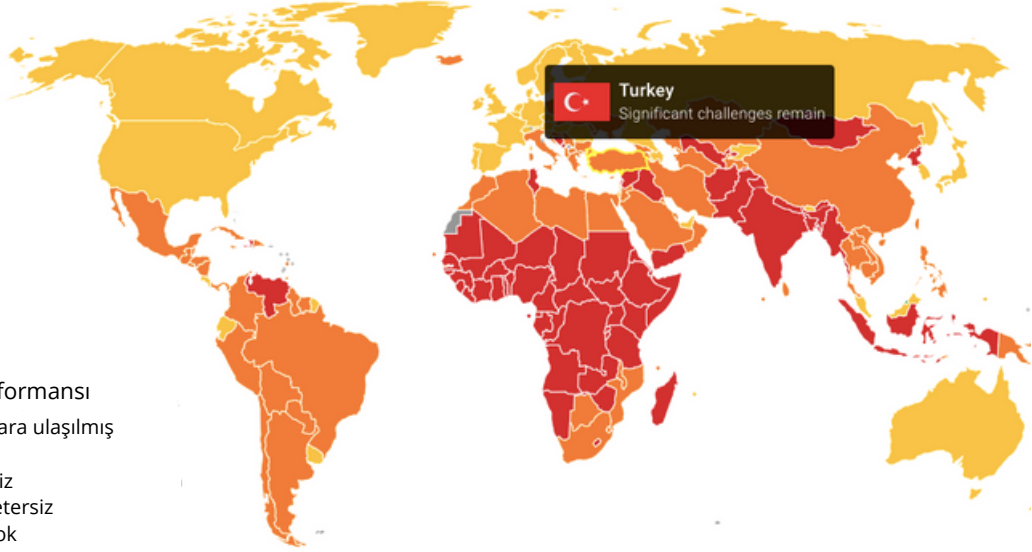 Turkey
Significant challenges remain
formansı
ara ulaşılmış
iz
etersiz
ok